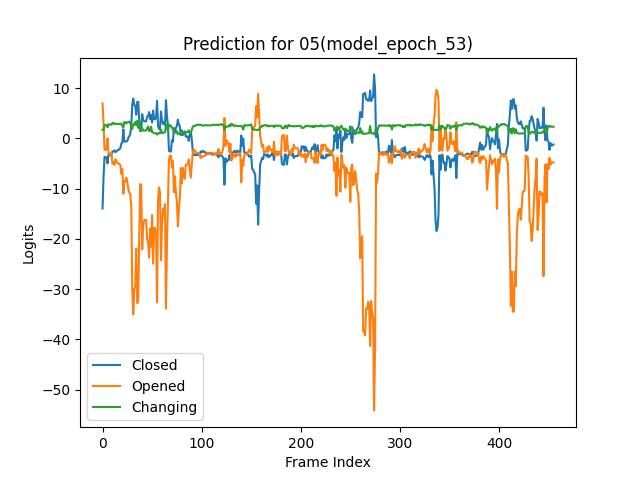 Prediction for 05(model_epoch_53)
Logits
10
0
−10
−20
−30
−40
−50
Closed
Opened
Changing
0 100 200 300 400
Frame Index